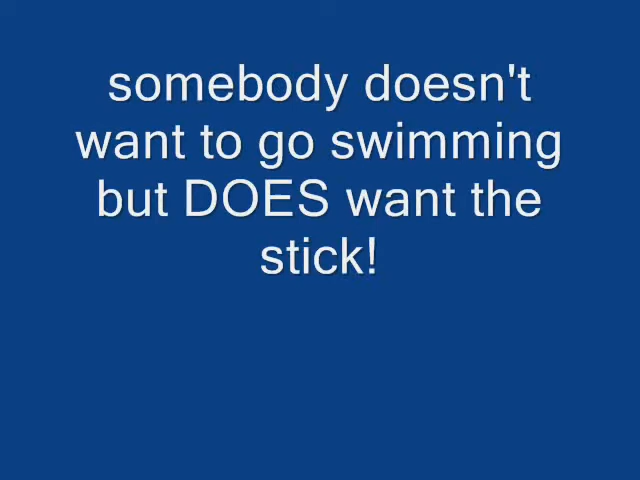 somebody doesn't
want to go swimming
but DOES want the
stick!